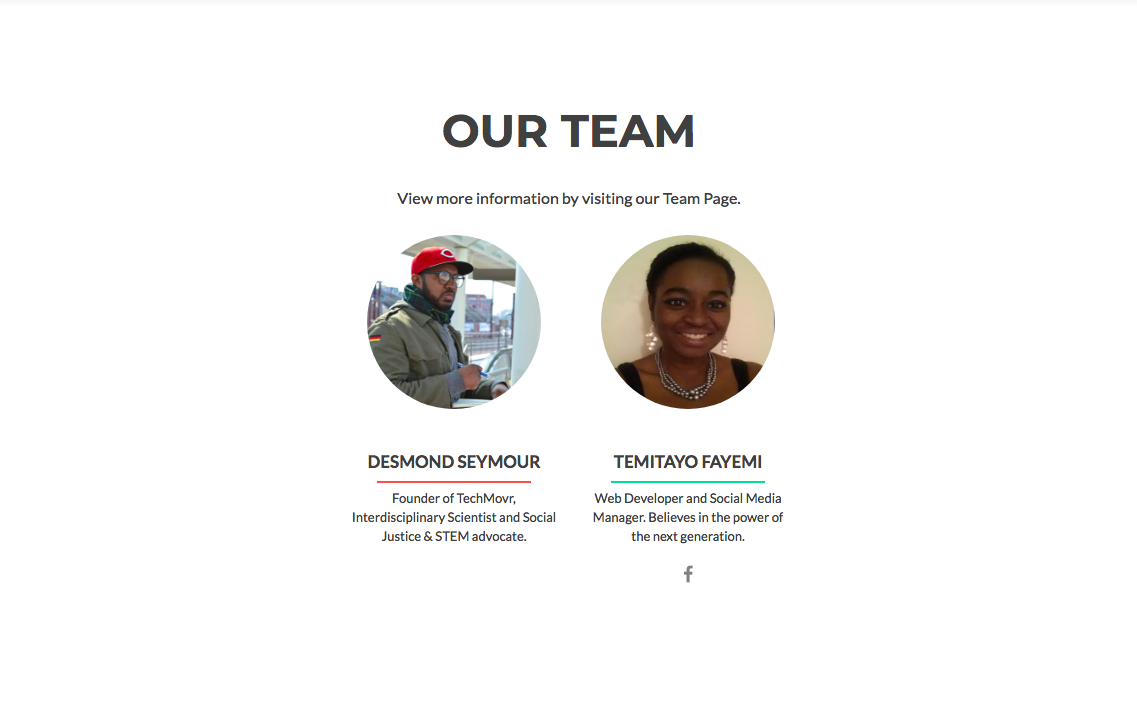 OUR TEAM
View more information by visiting our Team Page.
DESMOND SEYMOUR
Founder of TechMovr,
Interdisciplinary Scientist and Social
Justice & STEM advocate.
TEMITAYO FAYEMI
Web Developer and Social Media
Manager. Believes in the power of
the next generation.